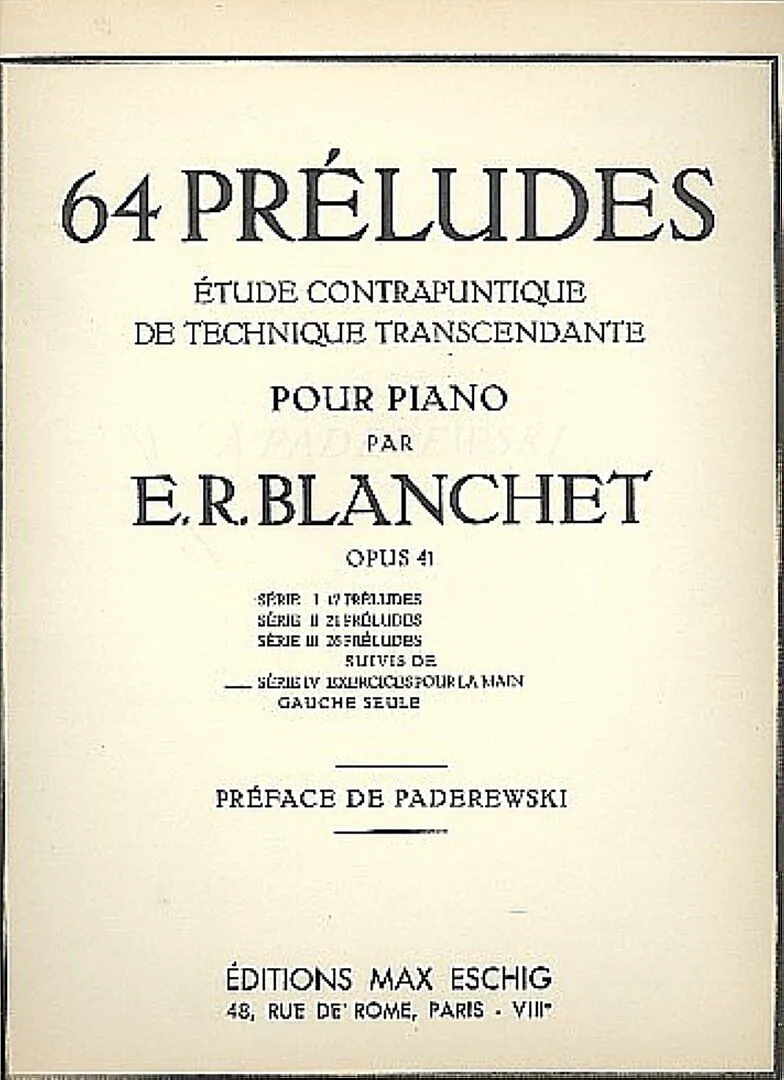 64 PRÉLUDES
ÉTUDE CONTRAPUNTIQUE
DE TECHNIQUE TRANSCENDANTE
POUR PIANO
A PADEREWSKI
PAR
E. R. BLANCHET
OPUS 41
SÉRIE I 17 PRÉLUDES
SÉRIE II 21 PRÉLUDES
SÉRIE III 26 PRÉLUDES
SUIVIS DE
SÉRIE IV EXERCICES POUR LA MAIN
GAUCHE SEULE
PRÉFACE DE PADEREWSKI
ÉDITIONS MAX ESCHIG
48, RUE DE ROME, PARIS - VIIIe